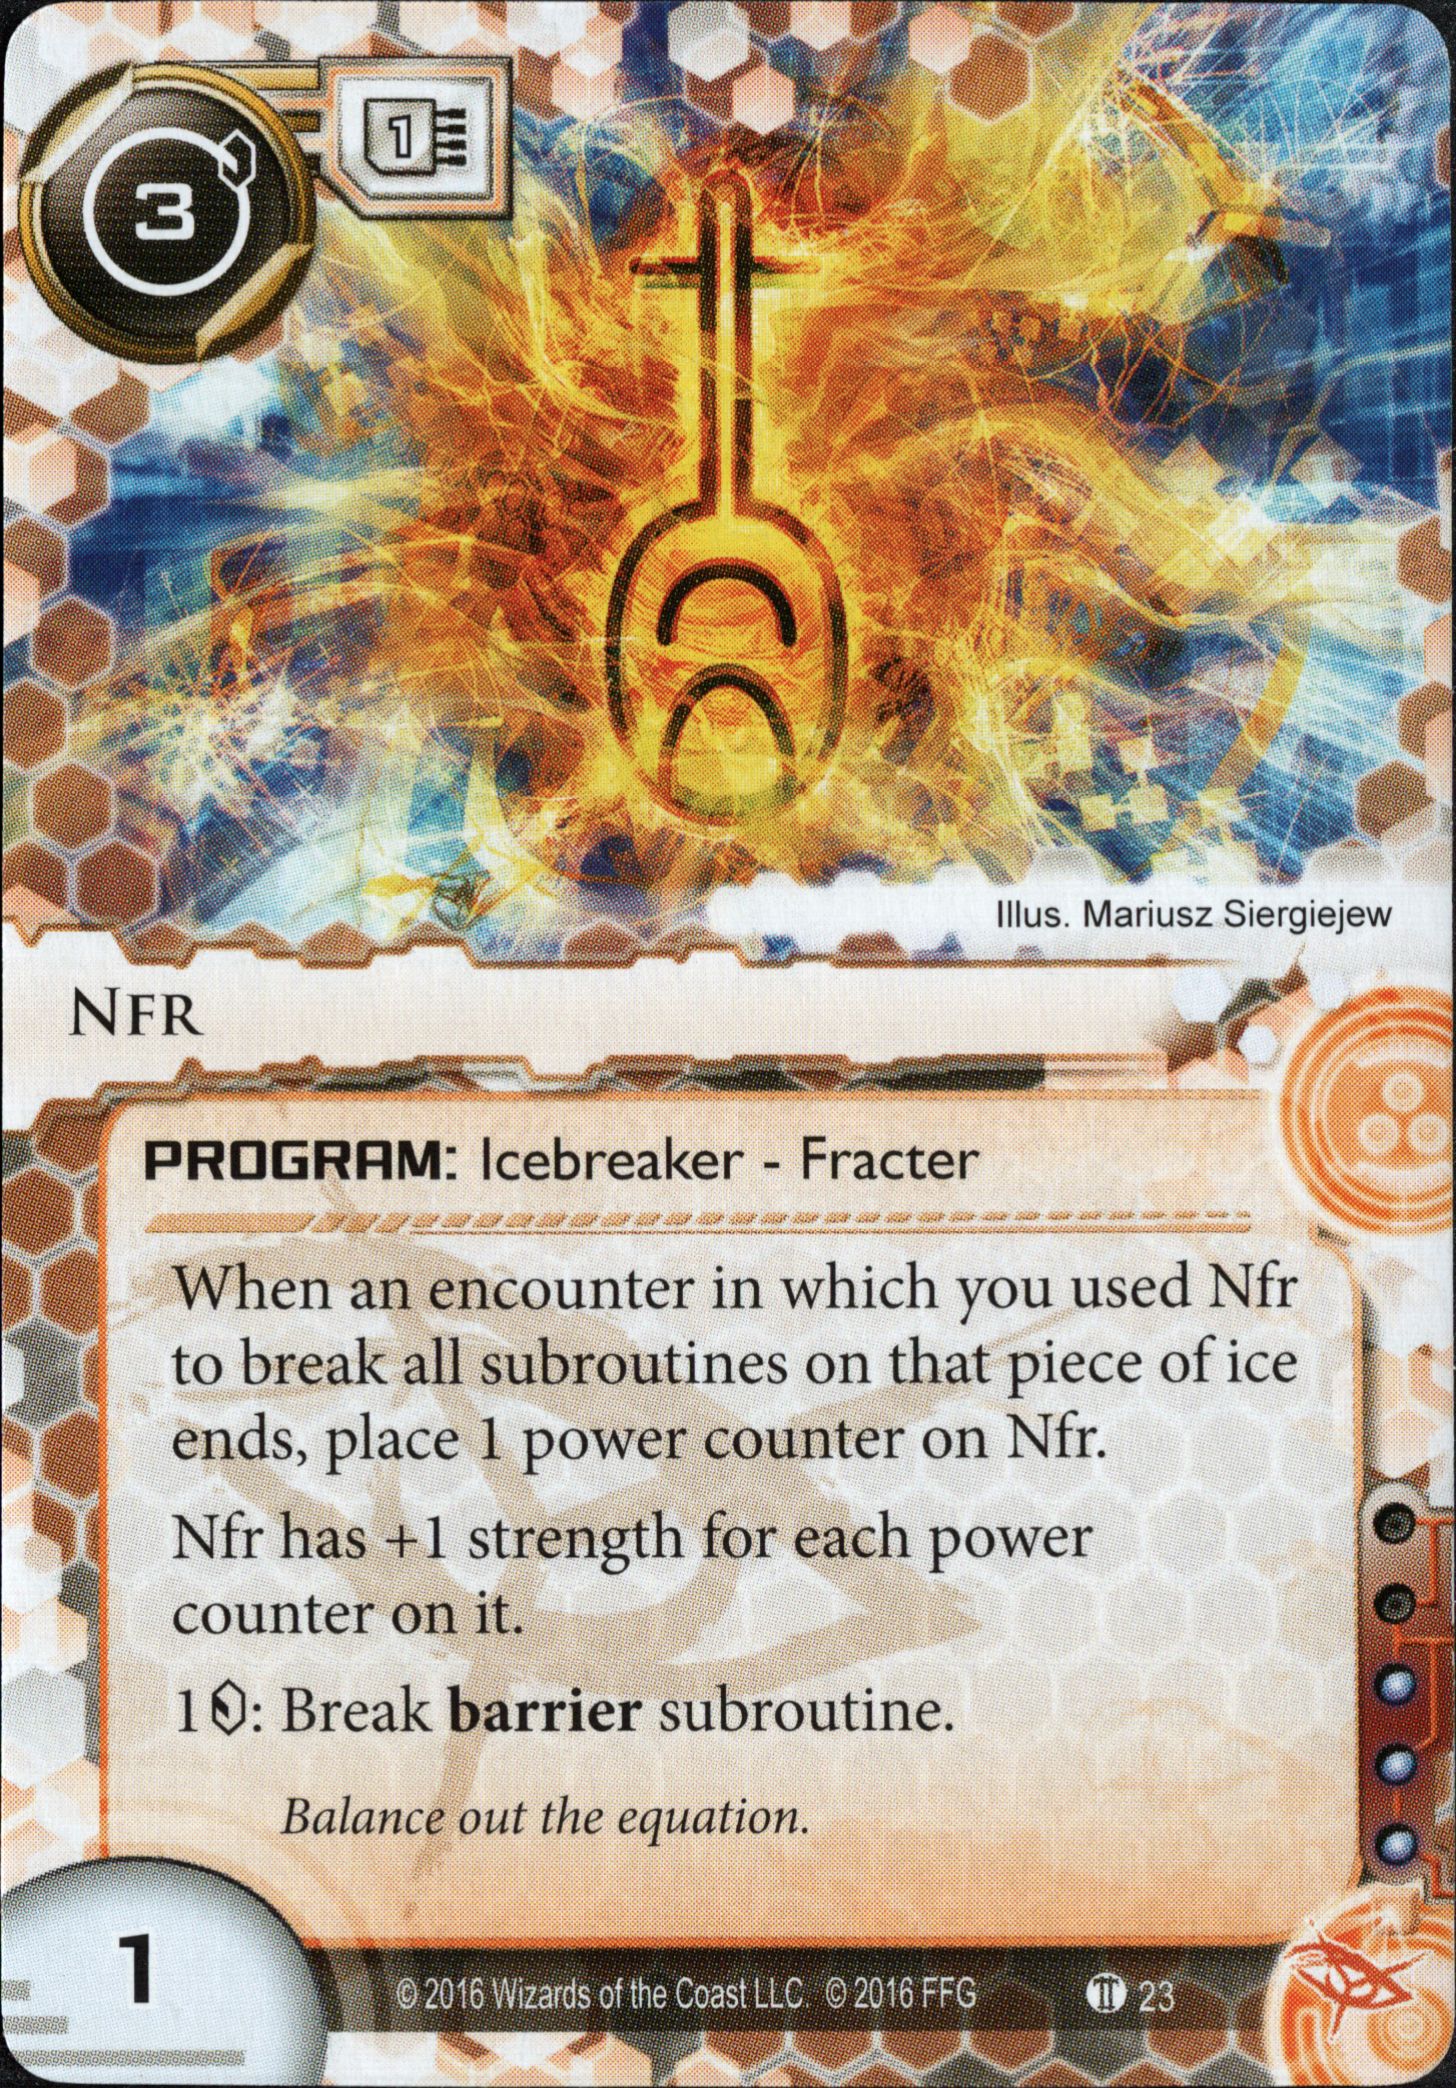 3
1
Illus. Mariusz Siergiejew
NFR
PROGRAM: Icebreaker - Fracter
When an encounter in which you used Nfr
to break all subroutines on that piece of ice
ends, place 1 power counter on Nfr.
Nfr has +1 strength for each power
counter on it.
1: Break barrier subroutine.
Balance out the equation.
1
© 2016 Wizards of the Coast LLC. © 2016 FFG
23